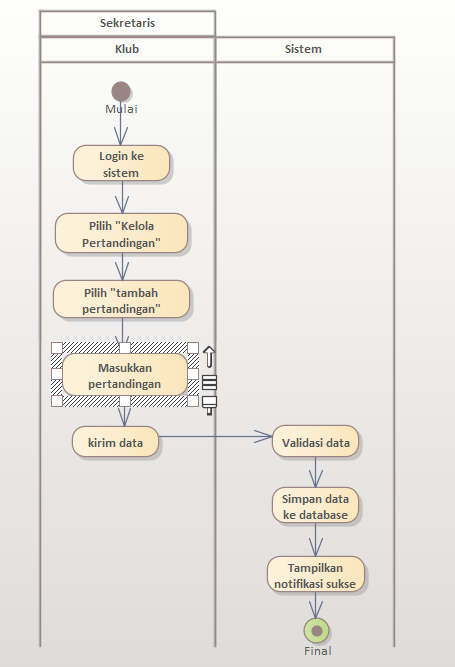 Sekretaris
Klub
Sistem
Mulai
Login ke
sistem
Pilih "Kelola
Pertandingan"
Pilih "tambah
pertandingan"
Masukkan
pertandingan
kirim data
Validasi data
Simpan data
ke database
Tampilkan
notifikasi sukse
Final